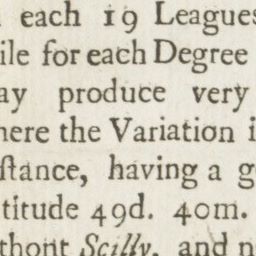 each 19 Leagues
ile for each Degree
ay produce very
here the Variation i
ſtance, having a g
titude 49d. 40m.
thout Scilly, and n